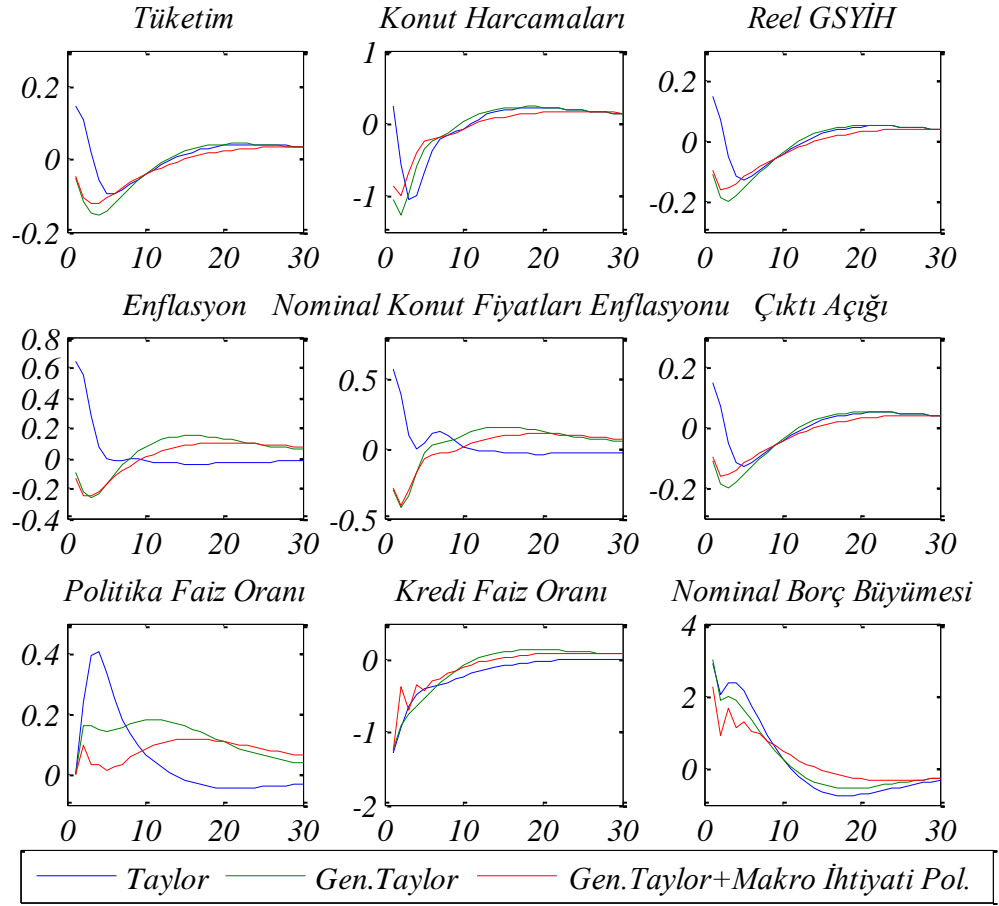 Tüketim Konut Harcamaları Reel GSYİH
0.2
0
-0.2
0 10 20 30
1
0
-1
0 10 20 30
0.2
0
-0.2
0 10 20 30
Enflasyon Nominal Konut Fiyatları Enflasyonu Çıktı Açığı
0.8
0.6
0.4
0.2
0
-0.2
-0.4
0 10 20 30
0.5
0
-0.5
0 10 20 30
0.2
0
-0.2
0 10 20 30
Politika Faiz Oranı Kredi Faiz Oranı Nominal Borç Büyümesi
0.4
0.2
0
0 10 20 30
0
-1
-2
0 10 20 30
4
2
0
0 10 20 30
Taylor Gen.Taylor Gen.Taylor+Makro İhtiyati Pol.